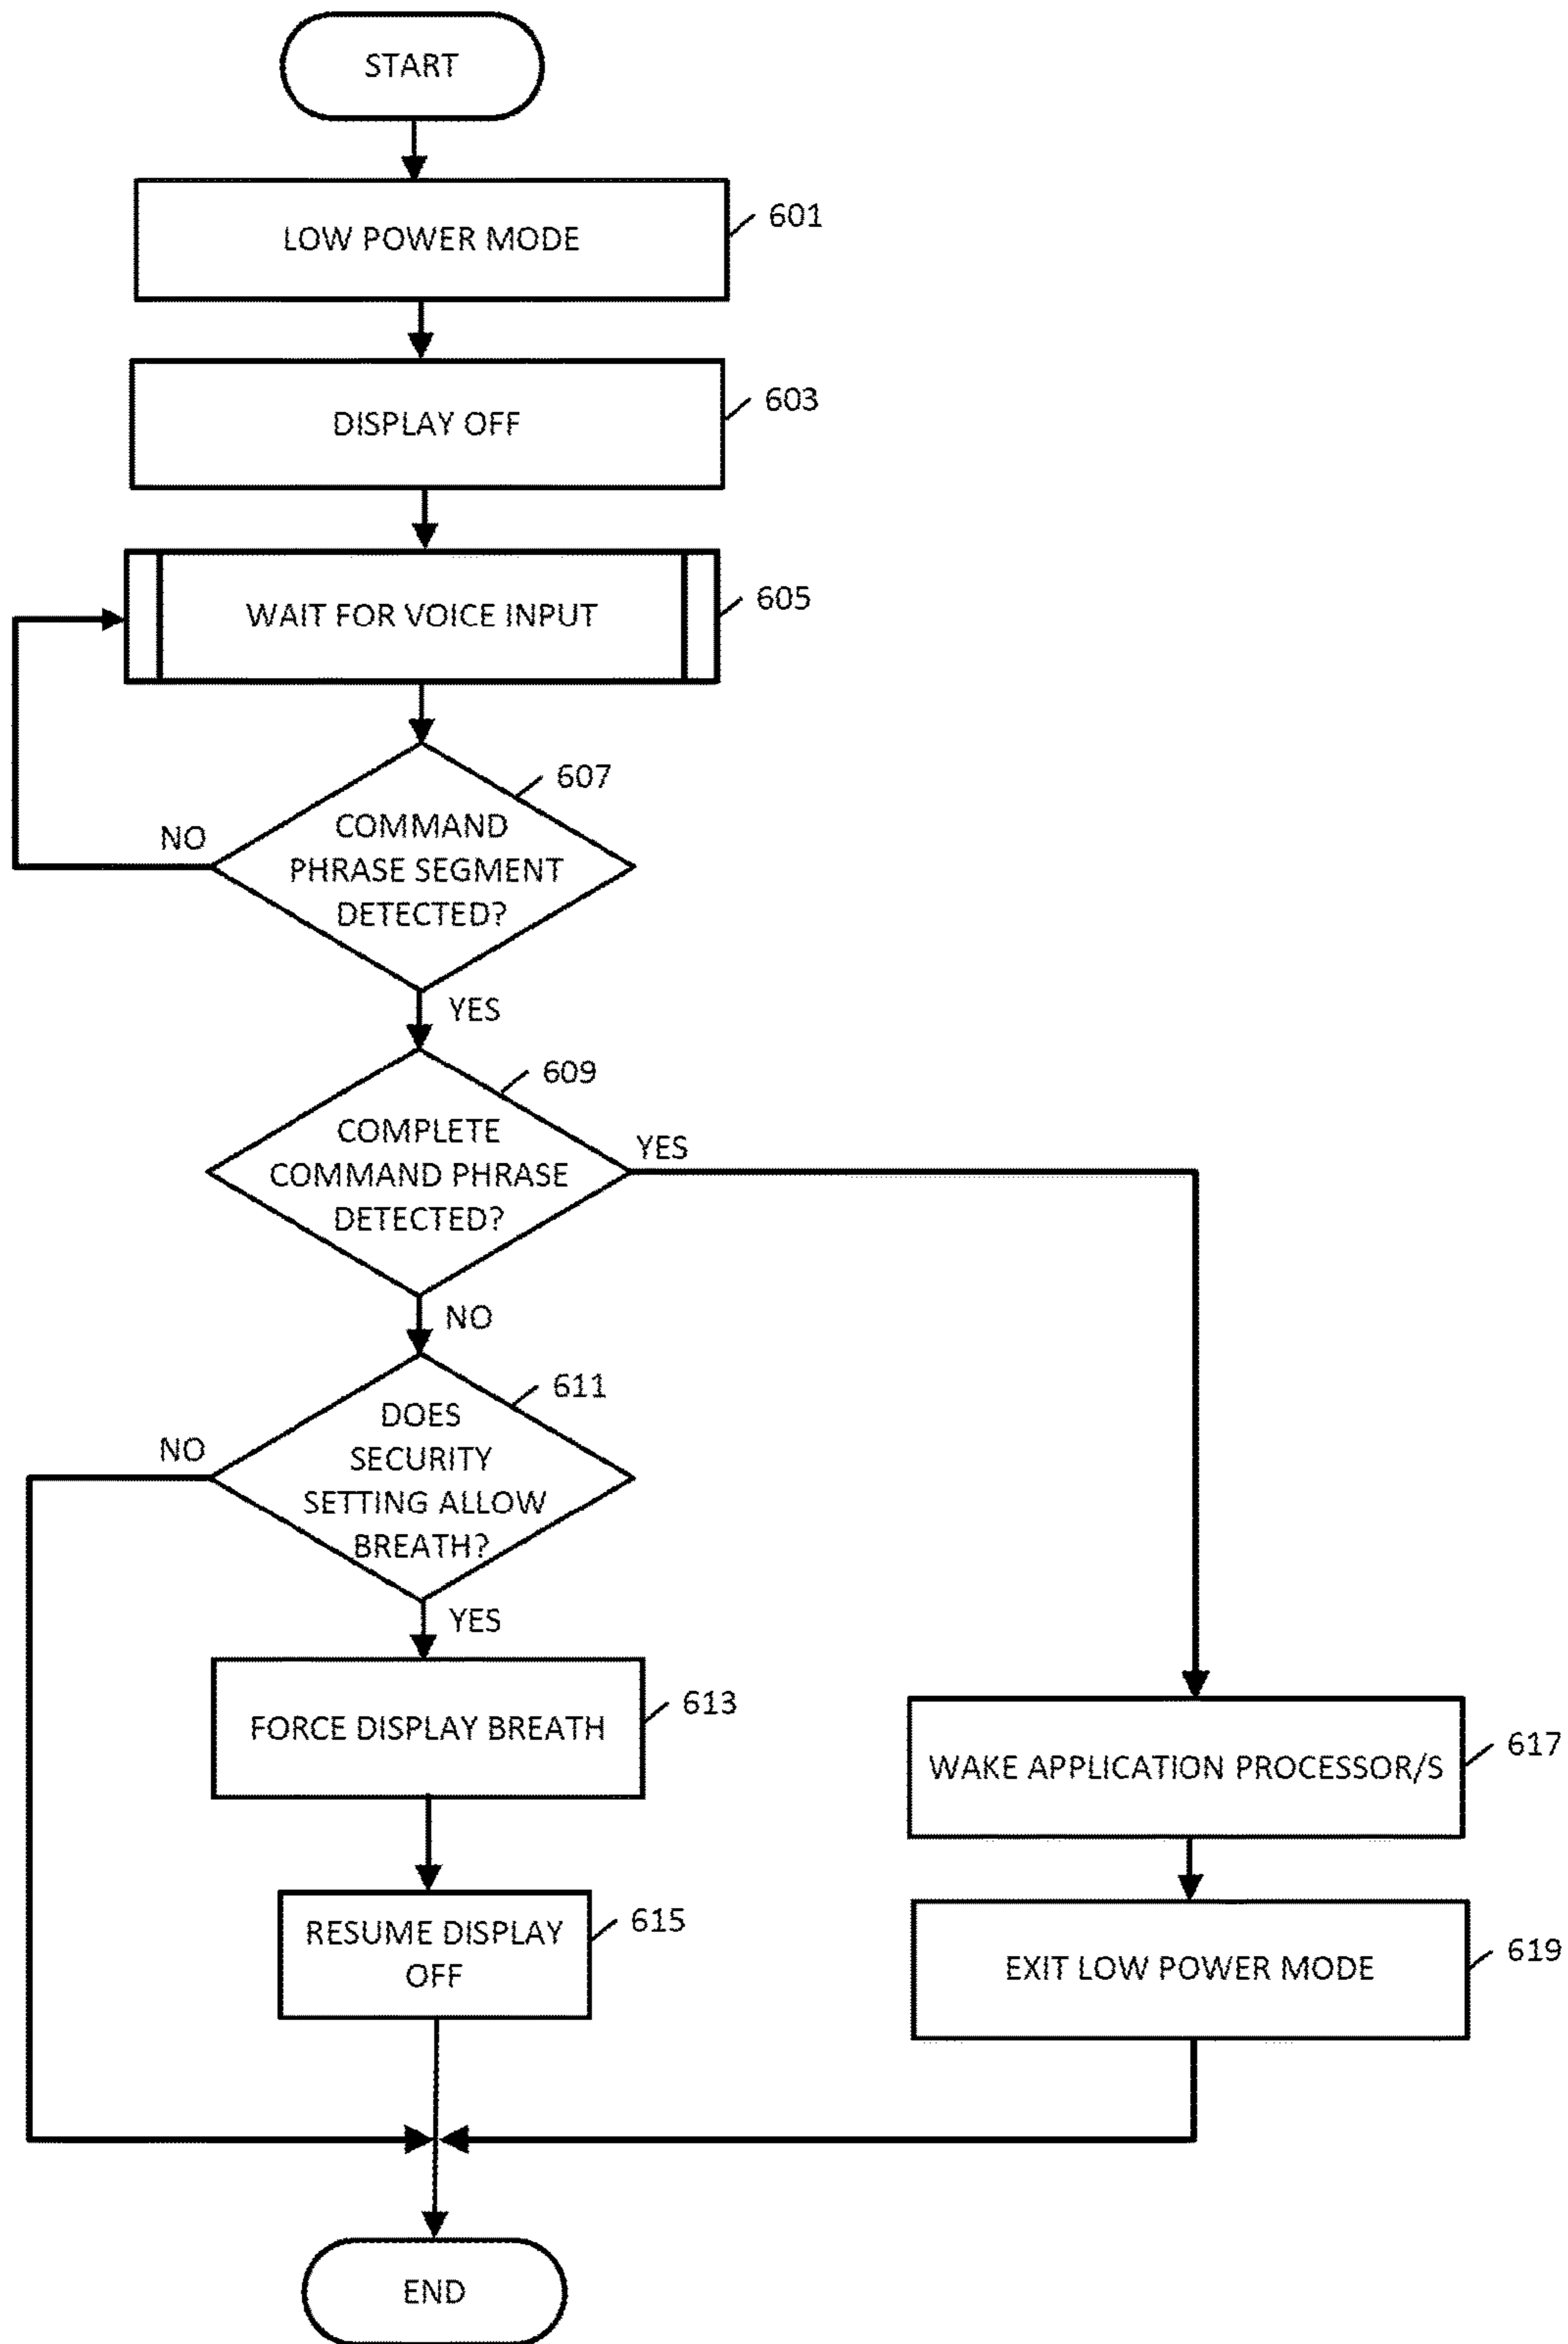 START
LOW POWER MODE
601
DISPLAY OFF
603
WAIT FOR VOICE INPUT
605
607
COMMAND
PHRASE SEGMENT
DETECTED?
NO
YES
609
COMPLETE
COMMAND PHRASE
DETECTED?
YES
NO
611
DOES
SECURITY
SETTING ALLOW
BREATH?
NO
YES
FORCE DISPLAY BREATH
613
RESUME DISPLAY
OFF
615
WAKE APPLICATION PROCESSOR/S
617
EXIT LOW POWER MODE
619
END